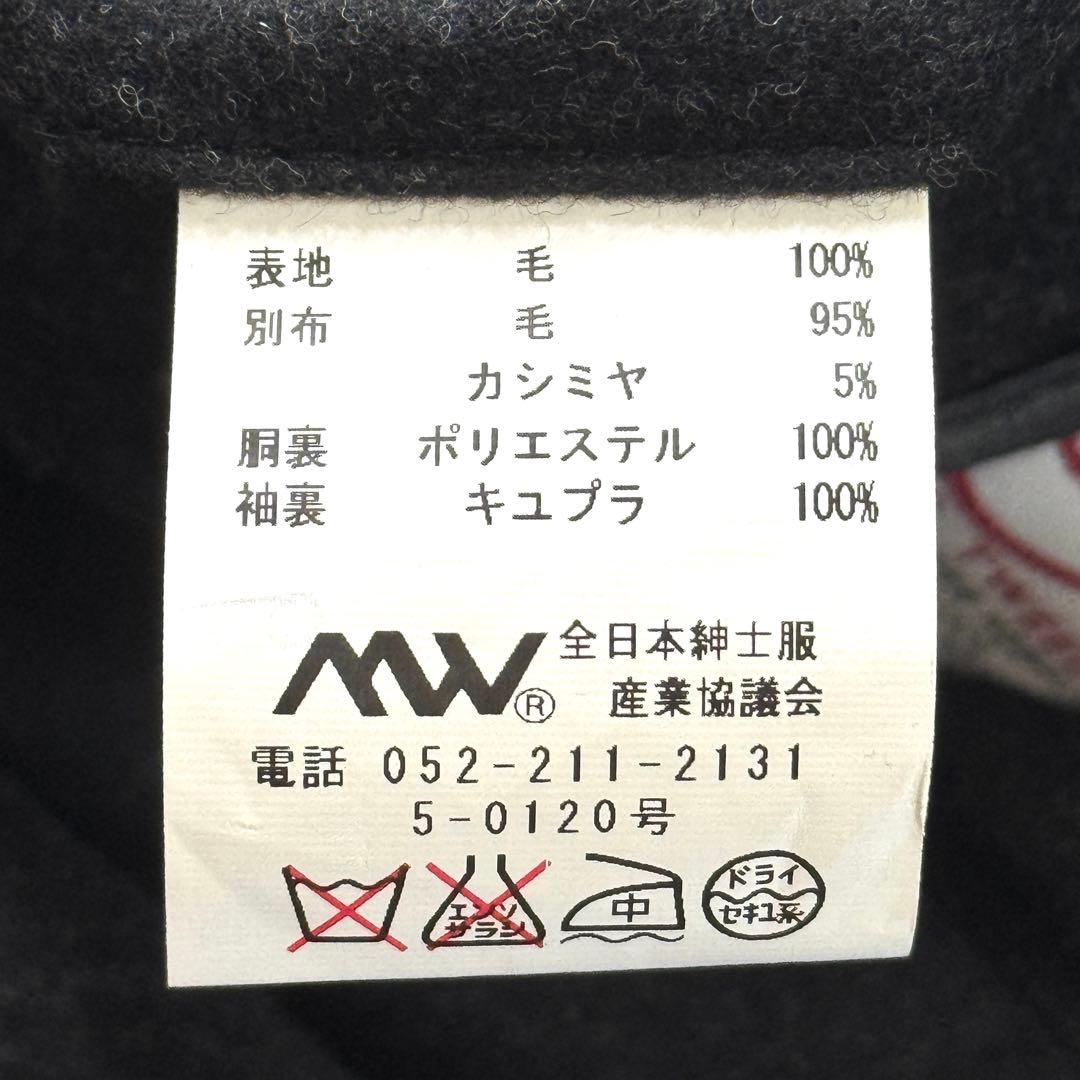 表地 毛 100%
別布 毛 95%
カシミヤ 5%
胴裏 ポリエステル 100%
袖裏 キュプラ 100%
MW® 全日本紳士服
産業協議会
電話 052-211-2131
5-0120号
エンソ
サラシ
中
ドライ
セキユ系